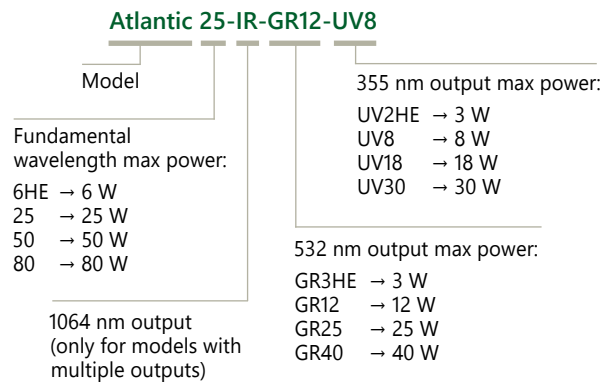 Atlantic 25-IR-GR12-UV8
Model
Fundamental
wavelength max power:
6HE → 6 W
25 → 25 W
50 → 50 W
80 → 80 W
1064 nm output
(only for models with
multiple outputs)
355 nm output max power:
UV2HE → 3 W
UV8 → 8 W
UV18 → 18 W
UV30 → 30 W
532 nm output max power:
GR3HE → 3 W
GR12 → 12 W
GR25 → 25 W
GR40 → 40 W